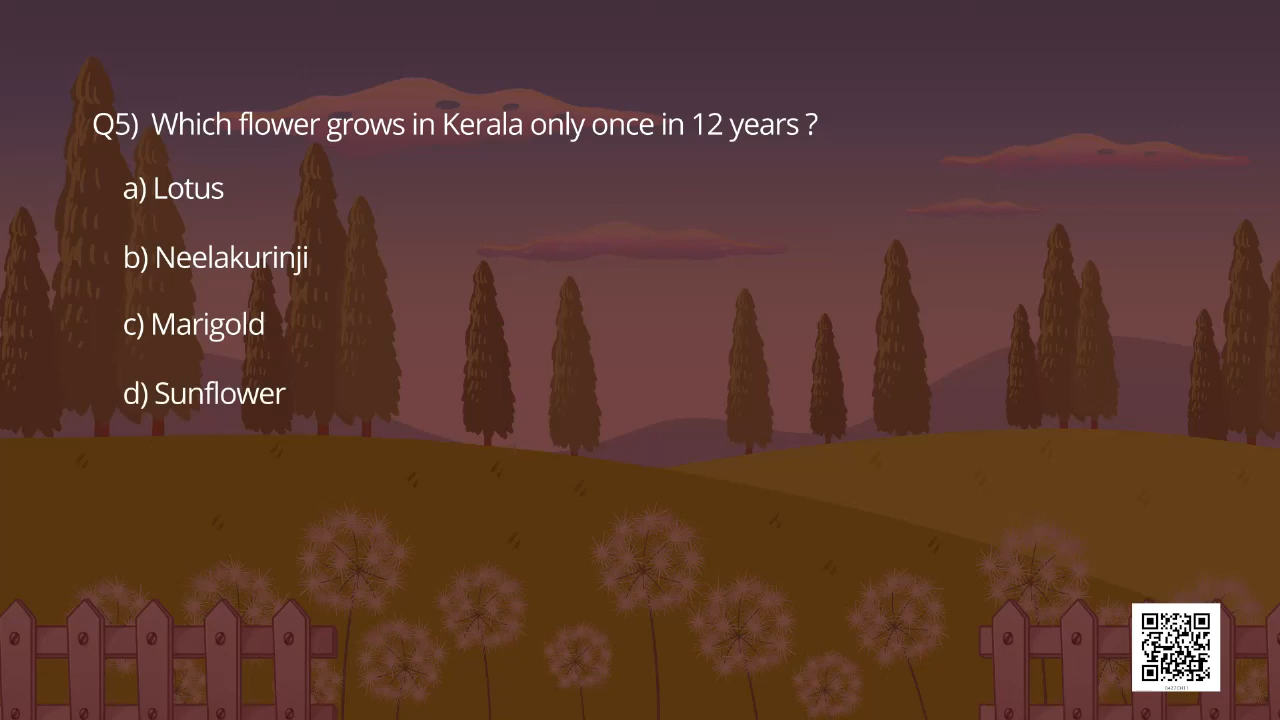 Q5) Which flower grows in Kerala only once in 12 years ?
a) Lotus
b) Neelakurinji
c) Marigold
d) Sunflower